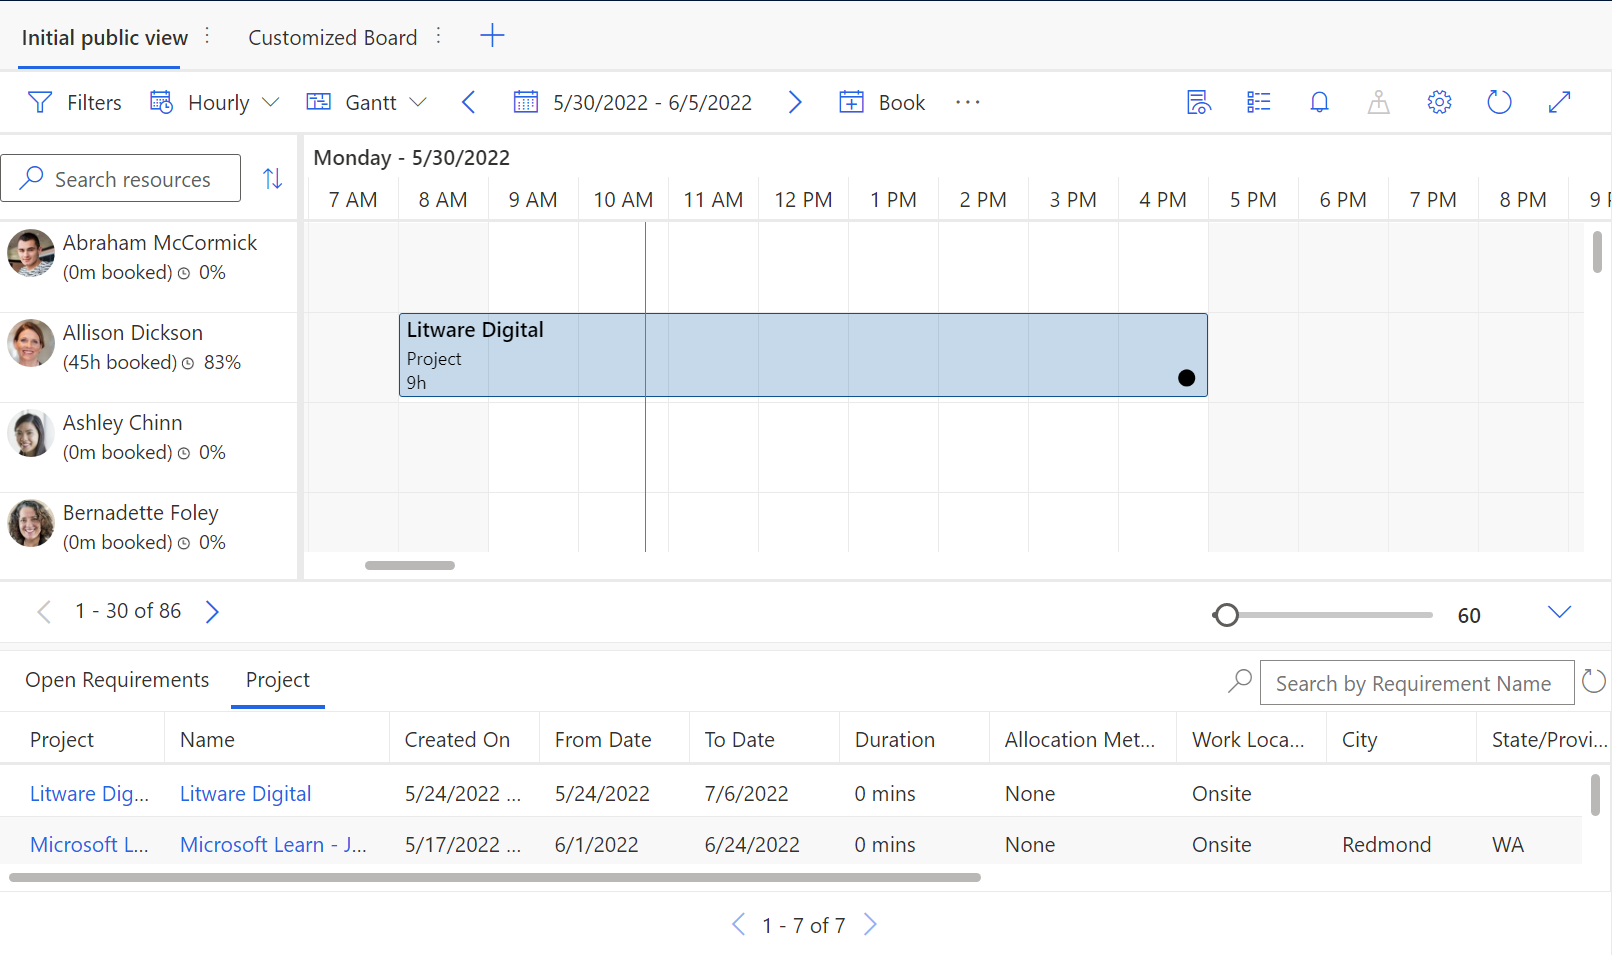 Initial public view Customized Board
Filters Hourly Gantt 5/30/2022 - 6/5/2022 Book
Search resources
Monday - 5/30/2022
7 AM 8 AM 9 AM 10 AM 11 AM 12 PM 1 PM 2 PM 3 PM 4 PM 5 PM 6 PM 7 PM 8 PM
Abraham McCormick
(0m booked) 0%
Allison Dickson
(45h booked) 83%
Litware Digital
Project
9h
Ashley Chinn
(0m booked) 0%
Bernadette Foley
(0m booked) 0%
1 - 30 of 86 60
Open Requirements Project Search by Requirement Name
Project Name Created On From Date To Date Duration Allocation Met... Work Loca... City State/Provi...
Litware Dig... Litware Digital 5/24/2022 ... 5/24/2022 7/6/2022 0 mins None Onsite
Microsoft L... Microsoft Learn - J... 5/17/2022 ... 6/1/2022 6/24/2022 0 mins None Onsite Redmond WA
1 - 7 of 7